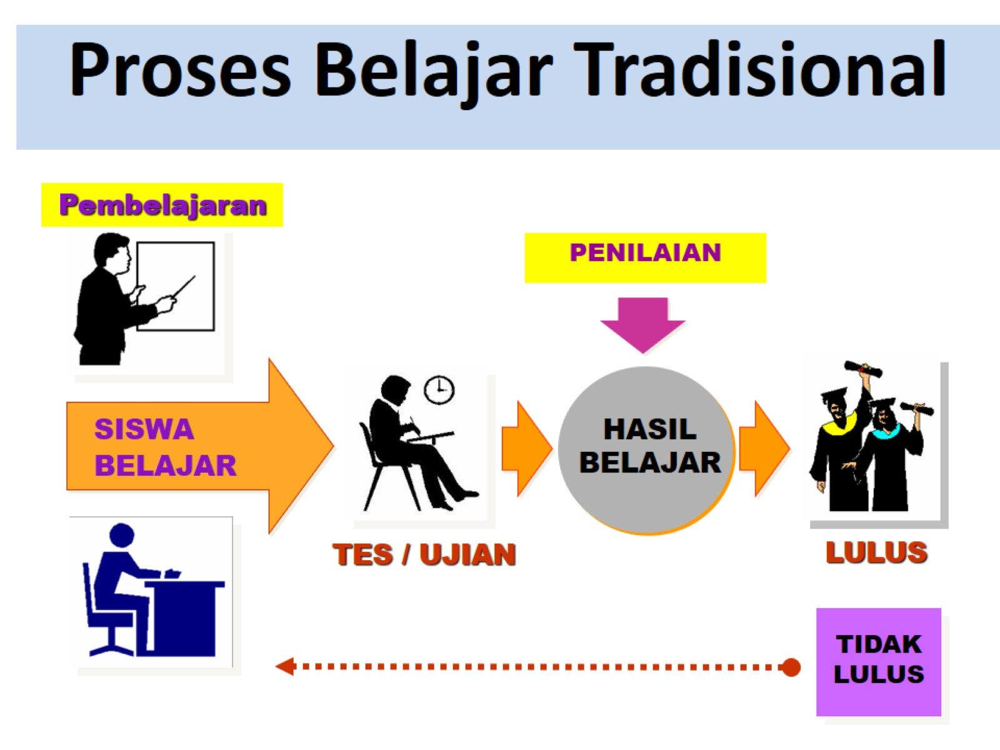 Proses Belajar Tradisional
Pembelajaran
PENILAIAN
SISWA
BELAJAR
HASIL
BELAJAR
TES / UJIAN
LULUS
TIDAK
LULUS